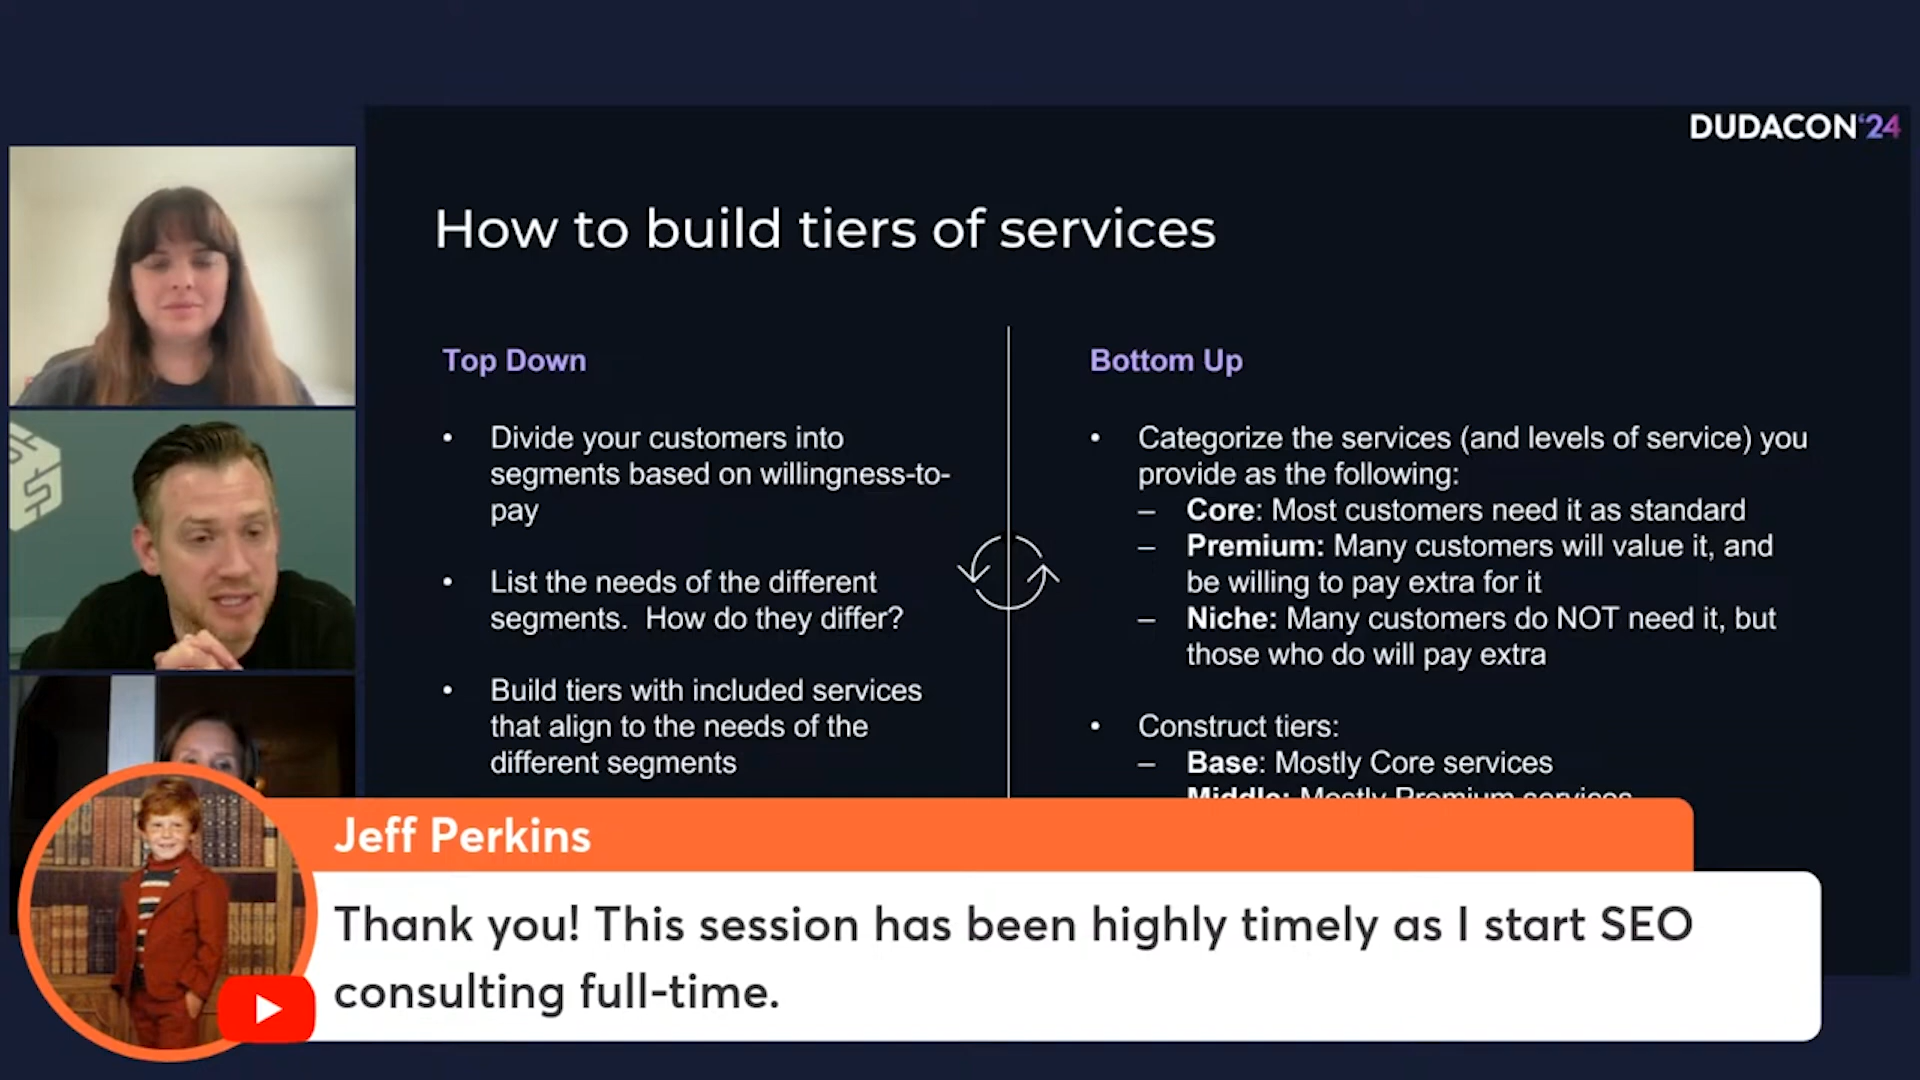 DUDACON'24
How to build tiers of services
Top Down
• Divide your customers into
segments based on willingness-to-
pay
• List the needs of the different
segments.  How do they differ?
• Build tiers with included services
that align to the needs of the
different segments
Bottom Up
• Categorize the services (and levels of service) you
provide as the following:
– Core: Most customers need it as standard
– Premium: Many customers will value it, and
be willing to pay extra for it
– Niche: Many customers do NOT need it, but
those who do will pay extra
• Construct tiers:
– Base: Mostly Core services
Middle: Mostly Premium services
Jeff Perkins
Thank you! This session has been highly timely as I start SEO
consulting full-time.